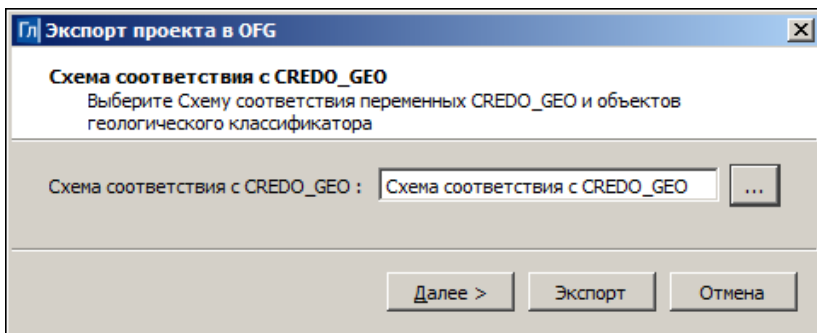 Гл Экспорт проекта в OFG
Схема соответствия с CREDO_GEO
Выберите Схему соответствия переменных CREDO_GEO и объектов
геологического классификатора
Схема соответствия с CREDO_GEO : Схема соответствия с CREDO_GEO ...
Далее > Экспорт Отмена